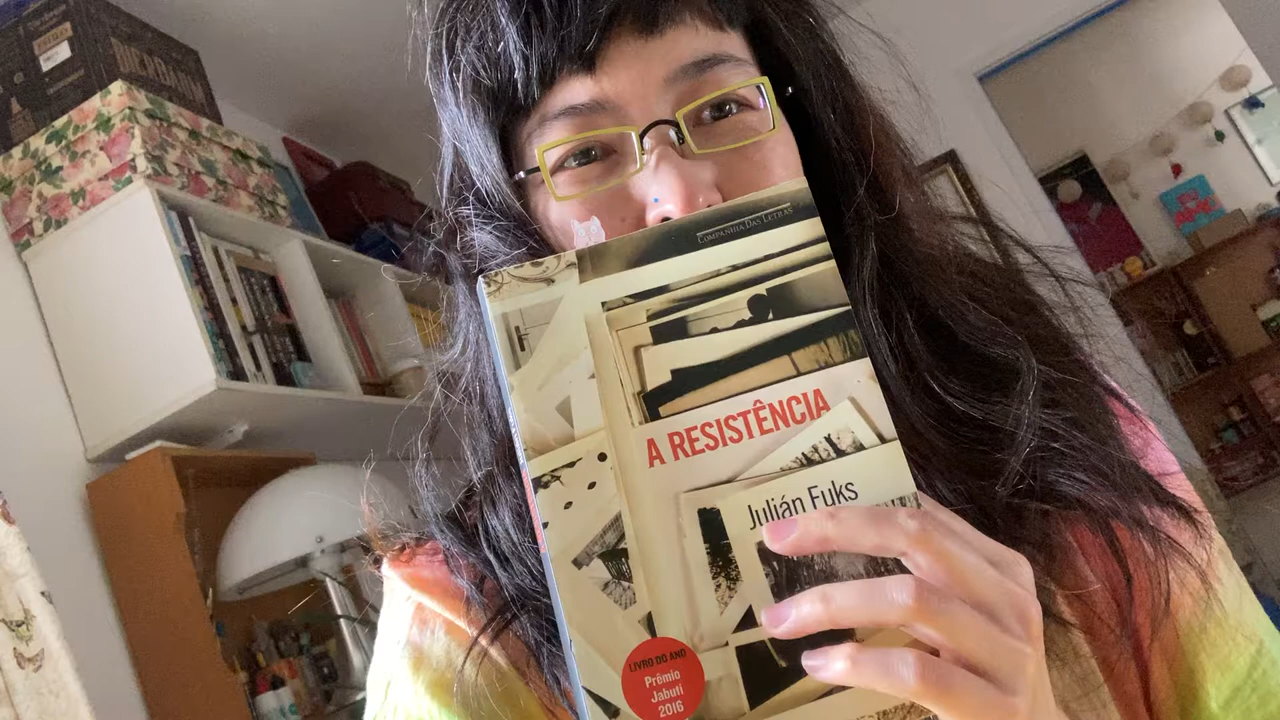 COMPANHIA DAS LETRAS
A RESISTÊNCIA
Julián Fuks
LIVRO DO ANO
Prêmio
Jabuti
2016